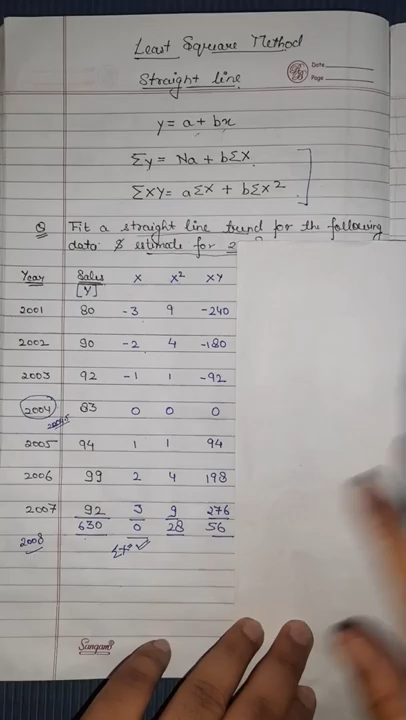 Least Square Method
Date
Page
Straight line
y = a + bx
Σy = Na + bΣX.
ΣXY = aΣX + bΣX²
Q Fit a straight line trend for the following
data & estimate for
Year Sales [Y] X X² XY
2001 80 -3 9 -240
2002 90 -2 4 -180
2003 92 -1 1 -92
2004 83 0 0 0
2005 94 1 1 94
2006 99 2 4 198
2007 92 3 9 276
630 0 28 56
2008
Sangam